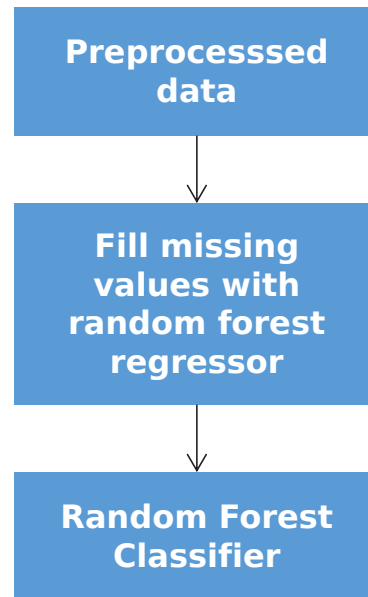 Preprocesssed
data
Fill missing
values with
random forest
regressor
Random Forest
Classifier